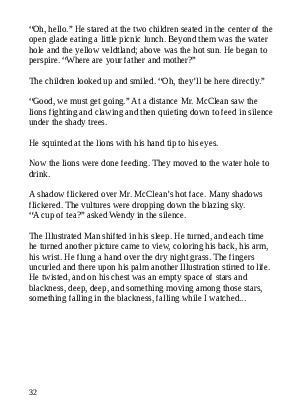 “Oh, hello.” He stared at the two children seated in the center of the
open glade eating a little picnic lunch. Beyond them was the water
hole and the yellow veldtland; above was the hot sun. He began to
perspire. “Where are your father and mother?”
The children looked up and smiled. “Oh, they’ll be here directly.”
“Good, we must get going.” At a distance Mr. McClean saw the
lions fighting and clawing and then quieting down to feed in silence
under the shady trees.
He squinted at the lions with his hand tip to his eyes.
Now the lions were done feeding. They moved to the water hole to
drink.
A shadow flickered over Mr. McClean’s hot face. Many shadows
flickered. The vultures were dropping down the blazing sky.
“A cup of tea?” asked Wendy in the silence.
The Illustrated Man shifted in his sleep. He turned, and each time
he turned another picture came to view, coloring his back, his arm,
his wrist. He flung a hand over the dry night grass. The fingers
uncurled and there upon his palm another Illustration stirred to life.
He twisted, and on his chest was an empty space of stars and
blackness, deep, deep, and something moving among those stars,
something falling in the blackness, falling while I watched...
32